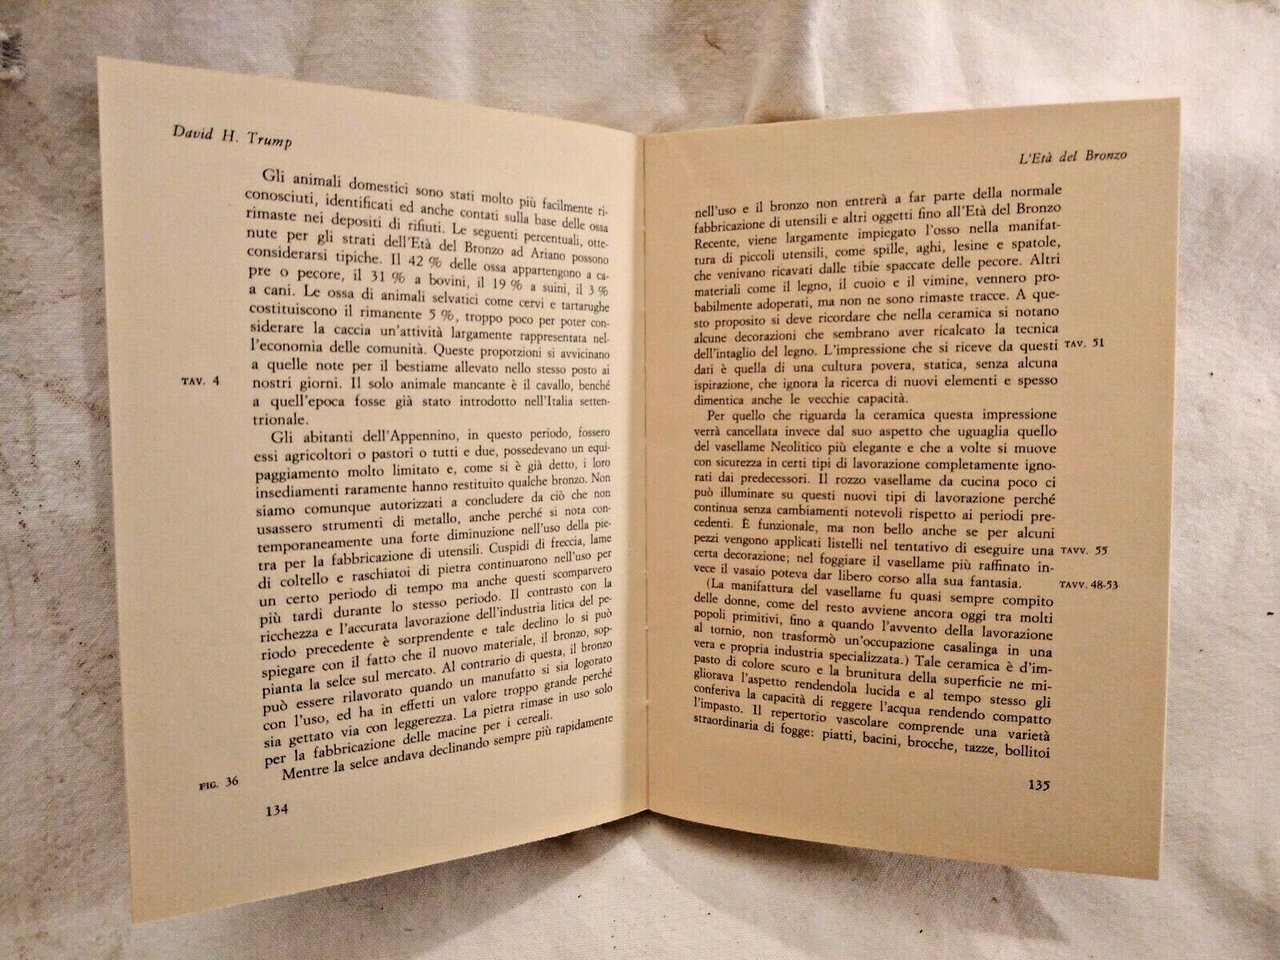 David H. Trump
Gli animali domestici sono stati molto più facilmente ri-
conosciuti, identificati ed anche contati sulla base delle ossa
rimaste nei depositi di rifiuti. Le seguenti percentuali, otte-
nute per gli strati dell'Età del Bronzo ad Ariano possono
considerarsi tipiche. Il 42 % delle ossa appartengono a ca-
pre o pecore, il 31 % a bovini, il 19 % a suini, il 3 %
a cani. Le ossa di animali selvatici come cervi e tartarughe
costituiscono il rimanente 5 %, troppo poco per poter con-
siderare la caccia un'attività largamente rappresentata nel-
l'economia delle comunità. Queste proporzioni si avvicinano
a quelle note per il bestiame allevato nello stesso posto ai
TAV. 4
nostri giorni. Il solo animale mancante è il cavallo, benché
a quell'epoca fosse già stato introdotto nell'Italia setten-
trionale.
Gli abitanti dell'Appennino, in questo periodo, fossero
essi agricoltori o pastori o tutti e due, possedevano un equi-
paggiamento molto limitato e, come si è già detto, i loro
insediamenti raramente hanno restituito qualche bronzo. Non
siamo comunque autorizzati a concludere da ciò che non
usassero strumenti di metallo, anche perché si nota con-
temporaneamente una forte diminuzione nell'uso della pie-
tra per la fabbricazione di utensili. Cuspidi di freccia, lame
di coltello e raschiatoi di pietra continuarono nell'uso per
un certo periodo di tempo ma anche questi scomparvero
più tardi durante lo stesso periodo. Il contrasto con la
ricchezza e l'accurata lavorazione dell'industria litica del pe-
riodo precedente è sorprendente e tale declino lo si può
spiegare con il fatto che il nuovo materiale, il bronzo, sop-
pianta la selce sul mercato. Al contrario di questa, il bronzo
può essere rilavorato quando un manufatto si sia logorato
con l'uso, ed ha in effetti un valore troppo grande perché
sia gettato via con leggerezza. La pietra rimase in uso solo
per la fabbricazione delle macine per i cereali.
FIG. 36
Mentre la selce andava declinando sempre più rapidamente
134
L'Età del Bronzo
nell'uso e il bronzo non entrerà a far parte della normale
fabbricazione di utensili e altri oggetti fino all'Età del Bronzo
Recente, viene largamente impiegato l'osso nella manifat-
tura di piccoli utensili, come spille, aghi, lesine e spatole,
che venivano ricavati dalle tibie spaccate delle pecore. Altri
materiali come il legno, il cuoio e il vimine, vennero pro-
babilmente adoperati, ma non ne sono rimaste tracce. A que-
sto proposito si deve ricordare che nella ceramica si notano
alcune decorazioni che sembrano aver ricalcato la tecnica
dell'intaglio del legno. L'impressione che si riceve da questi
TAV. 51
dati è quella di una cultura povera, statica, senza alcuna
ispirazione, che ignora la ricerca di nuovi elementi e spesso
dimentica anche le vecchie capacità.
Per quello che riguarda la ceramica questa impressione
verrà cancellata invece dal suo aspetto che uguaglia quello
del vasellame Neolitico più elegante e che a volte si muove
con sicurezza in certi tipi di lavorazione completamente igno-
rati dai predecessori. Il rozzo vasellame da cucina poco ci
può illuminare su questi nuovi tipi di lavorazione perché
continua senza cambiamenti notevoli rispetto ai periodi pre-
cedenti. È funzionale, ma non bello anche se per alcuni
pezzi vengono applicati listelli nel tentativo di eseguire una
TAVV. 55
certa decorazione; nel foggiare il vasellame più raffinato in-
vece il vasaio poteva dar libero corso alla sua fantasia.
TAVV. 48-53
(La manifattura del vasellame fu quasi sempre compito
delle donne, come del resto avviene ancora oggi tra molti
popoli primitivi, fino a quando l'avvento della lavorazione
al tornio, non trasformò un'occupazione casalinga in una
vera e propria industria specializzata.) Tale ceramica è d'im-
pasto di colore scuro e la brunitura della superficie ne mi-
gliorava l'aspetto rendendola lucida e al tempo stesso gli
conferiva la capacità di reggere l'acqua rendendo compatto
l'impasto. Il repertorio vascolare comprende una varietà
straordinaria di fogge: piatti, bacini, brocche, tazze, bollitoi
135